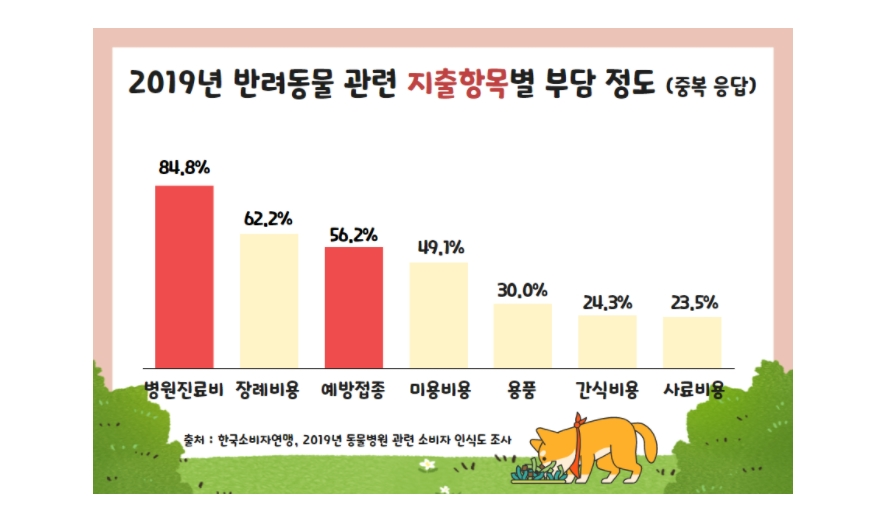 2019년 반려동물 관련 지출항목별 부담 정도 (중복 응답)
84.8%
62.2%
56.2%
49.1%
30.0%
24.3%
23.5%
병원진료비 장례비용 예방접종 미용비용 용품 간식비용 사료비용
출처 : 한국소비자연맹, 2019년 동물병원 관련 소비자 인식도 조사